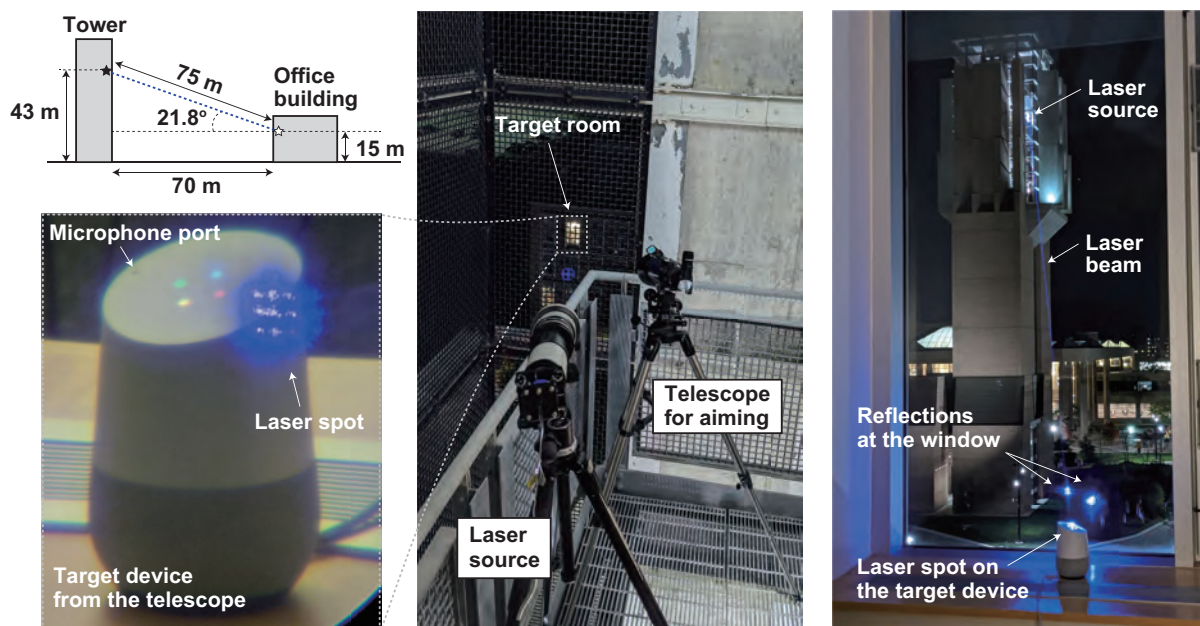 Tower
75 m
Office
building
43 m
21.8°
15 m
70 m
Microphone port
Laser spot
Target device
from the telescope
Target room
Telescope
for aiming
Laser
source
Laser
source
Laser
beam
Reflections
at the window
Laser spot on
the target device